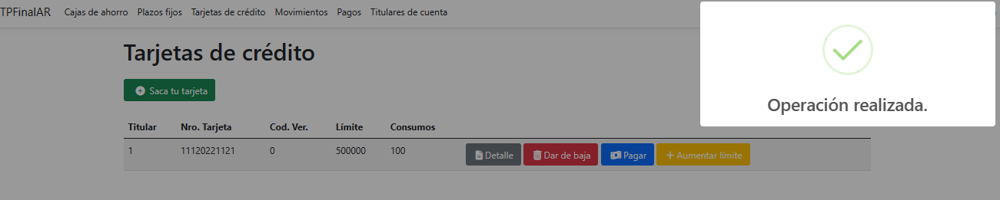 TPFinalAR Cajas de ahorro Plazos fijos Tarjetas de crédito Movimientos Pagos Titulares de cuenta
Tarjetas de crédito
Saca tu tarjeta
Operación realizada.
Titular Nro. Tarjeta Cod. Ver. Límite Consumos
1 11120221121 0 500000 100 Detalle Dar de baja Pagar Aumentar límite